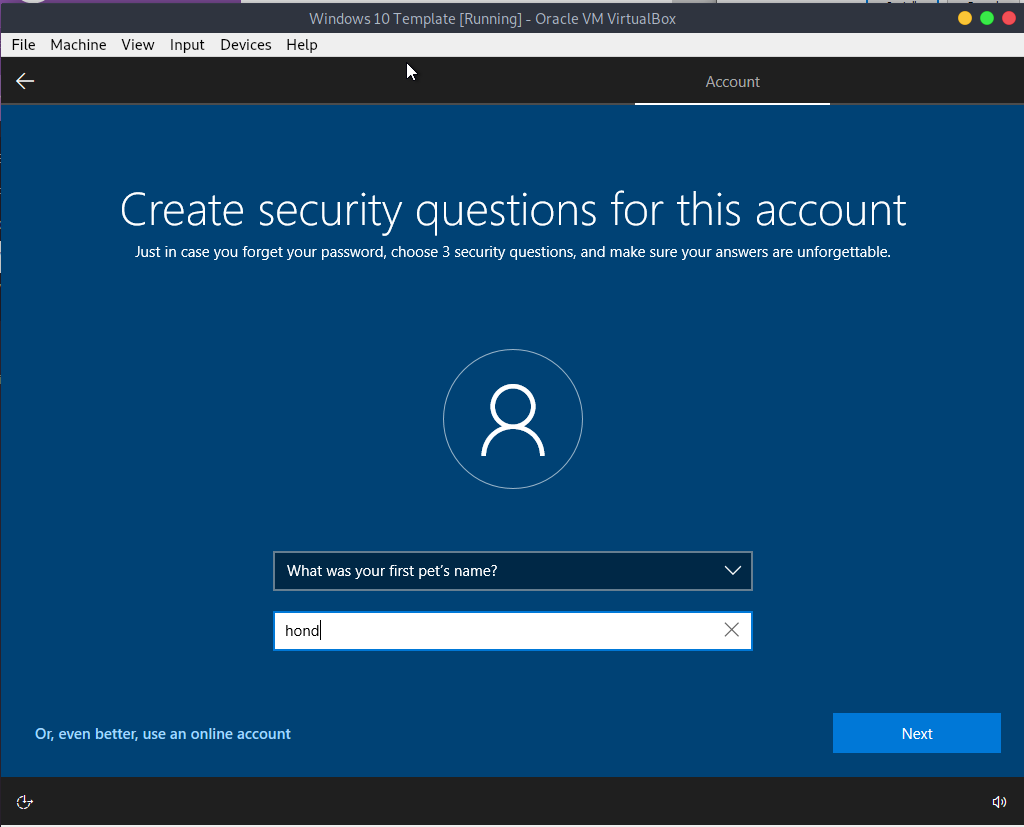 Windows 10 Template [Running] - Oracle VM VirtualBox
File Machine View Input Devices Help
Account
Create security questions for this account
Just in case you forget your password, choose 3 security questions, and make sure your answers are unforgettable.
What was your first pet's name?
hond
Or, even better, use an online account
Next